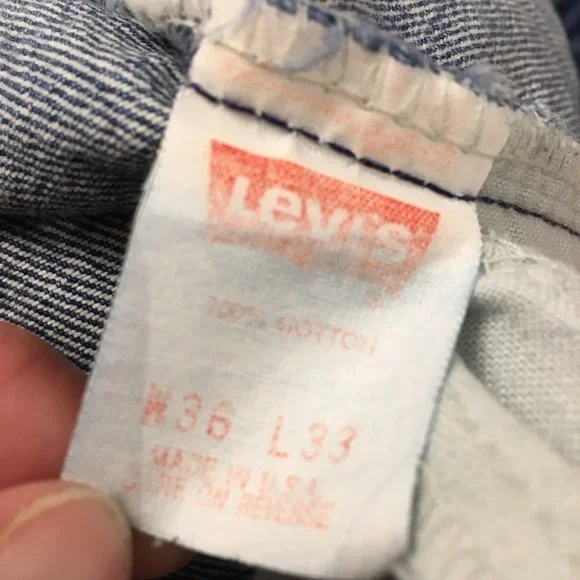 Levi's
100% COTTON
W36 L33
MADE IN U.S.A.
CARE ON REVERSE